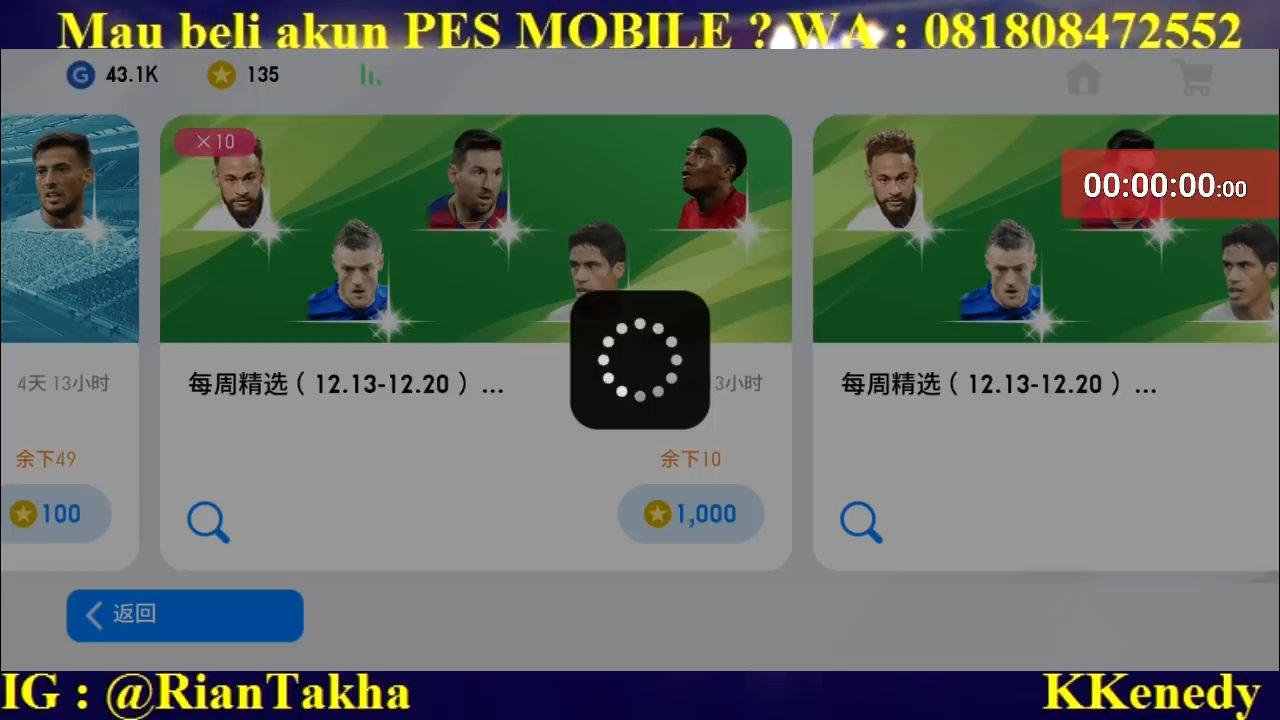 Mau beli akun PES MOBILE ? WA : 081808472552
G 43.1K 135
×10
00:00:00:00
4天 13小时
每周精选（12.13-12.20）...
3小时
每周精选（12.13-12.20）...
余下49
余下10
100
1,000
返回
IG : @RianTakha
KKenedy